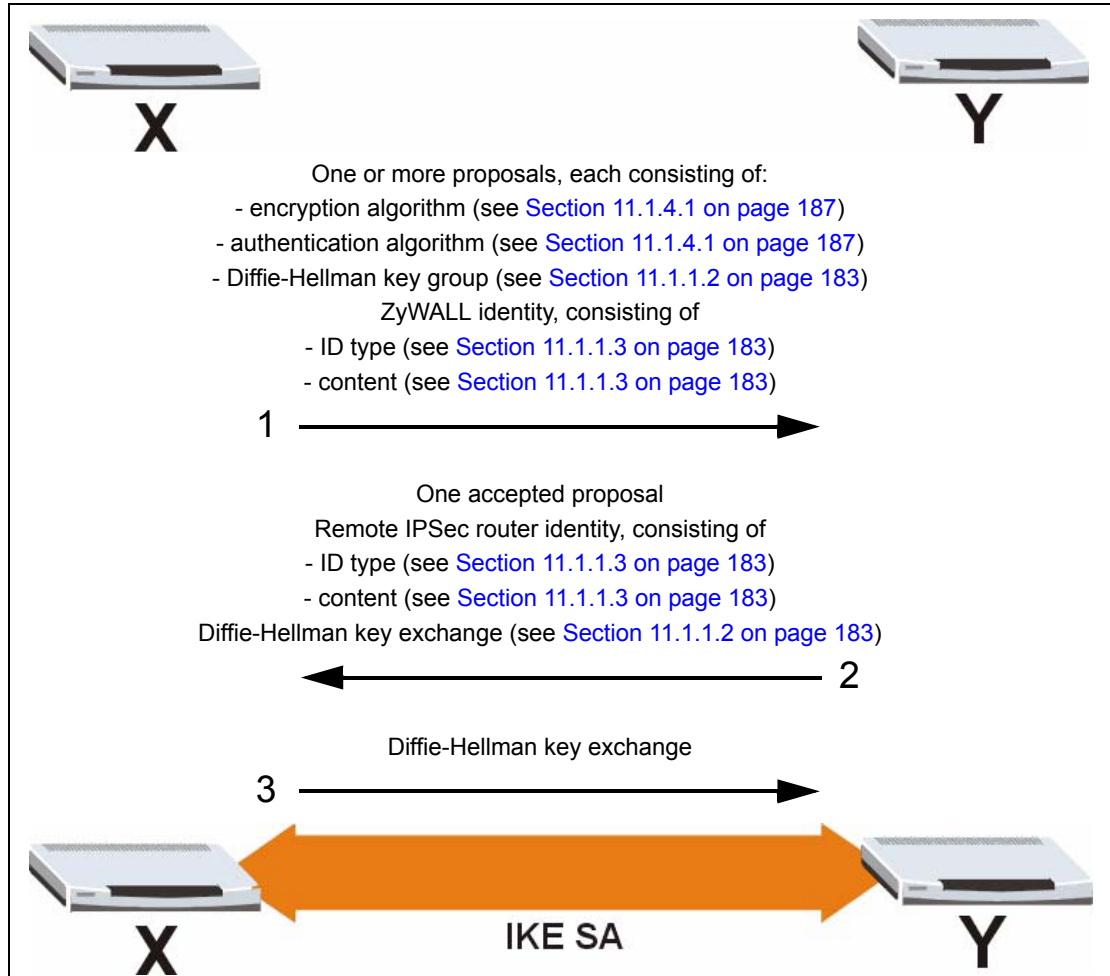 X
Y
One or more proposals, each consisting of:
- encryption algorithm (see Section 11.1.4.1 on page 187)
- authentication algorithm (see Section 11.1.4.1 on page 187)
- Diffie-Hellman key group (see Section 11.1.1.2 on page 183)
ZyWALL identity, consisting of
- ID type (see Section 11.1.1.3 on page 183)
- content (see Section 11.1.1.3 on page 183)
1
One accepted proposal
Remote IPSec router identity, consisting of
- ID type (see Section 11.1.1.3 on page 183)
- content (see Section 11.1.1.3 on page 183)
Diffie-Hellman key exchange (see Section 11.1.1.2 on page 183)
2
Diffie-Hellman key exchange
3
X
IKE SA
Y